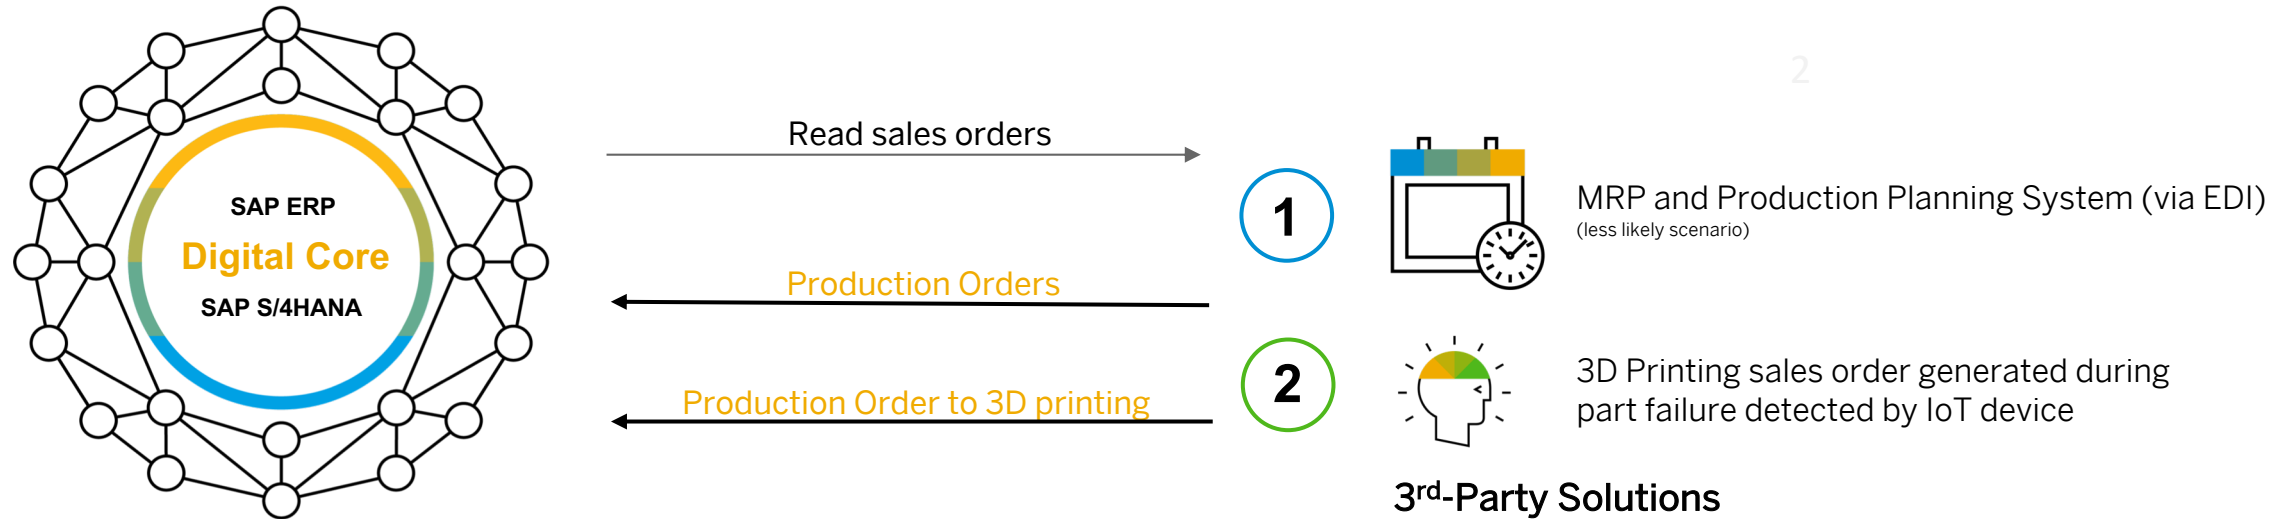 2
Read sales orders
1
MRP and Production Planning System (via EDI)
(less likely scenario)
SAP ERP
Digital Core
SAP S/4HANA
Production Orders
2
3D Printing sales order generated during
part failure detected by IoT device
Production Order to 3D printing
3rd-Party Solutions